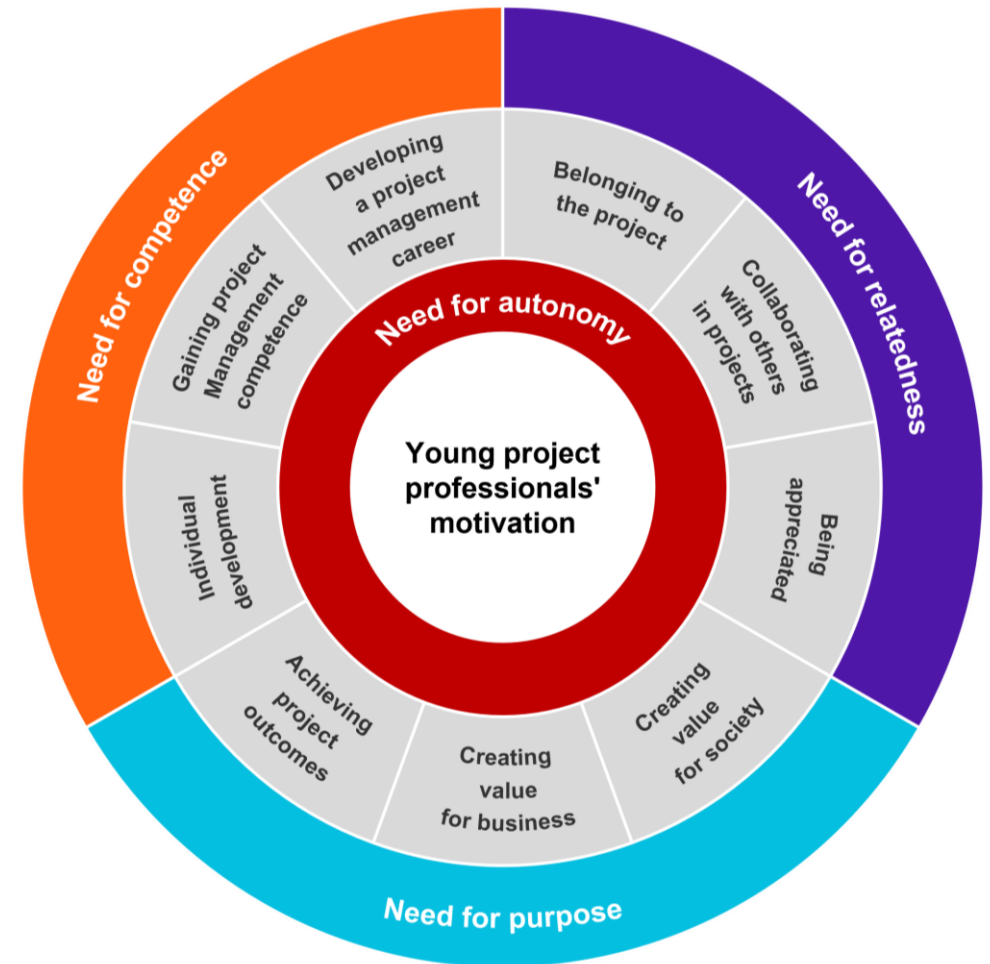 Need for competence
Need for relatedness
Need for purpose
Developing
a project
management
career
Belonging to
the project
Collaborating
with others
in projects
Being
appreciated
Creating
value
for society
Creating
value
for business
Achieving
project
outcomes
Individual
development
Gaining project
Management
competence
Need for autonomy
Young project
professionals'
motivation